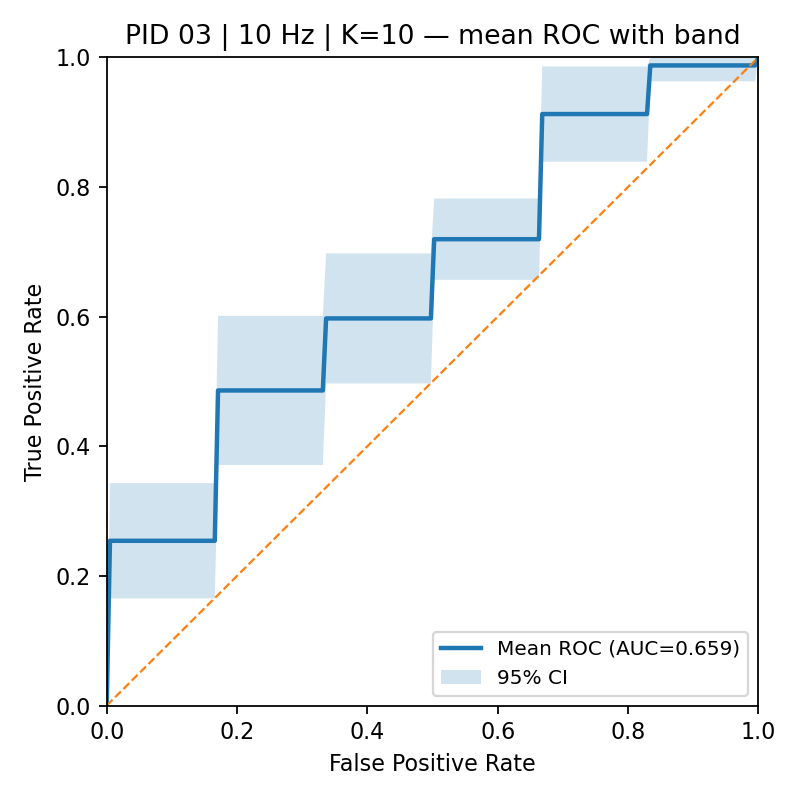 PID 03 | 10 Hz | K=10 — mean ROC with band
1.0
0.8
0.6
0.4
0.2
0.0
True Positive Rate
Mean ROC (AUC=0.659)
95% CI
0.0 0.2 0.4 0.6 0.8 1.0
False Positive Rate